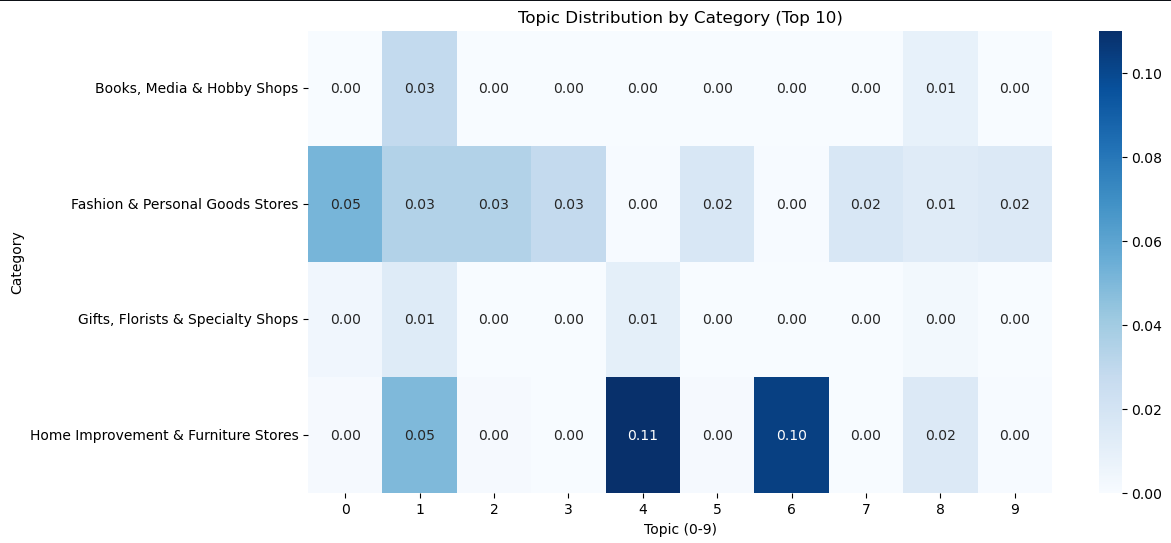 Topic Distribution by Category (Top 10)
Books, Media & Hobby Shops 0.00 0.03 0.00 0.00 0.00 0.00 0.00 0.00 0.01 0.00
Fashion & Personal Goods Stores 0.05 0.03 0.03 0.03 0.00 0.02 0.00 0.02 0.01 0.02
Gifts, Florists & Specialty Shops 0.00 0.01 0.00 0.00 0.01 0.00 0.00 0.00 0.00 0.00
Home Improvement & Furniture Stores 0.00 0.05 0.00 0.00 0.11 0.00 0.10 0.00 0.02 0.00
0 1 2 3 4 5 6 7 8 9
Topic (0-9)
Category
0.10
0.08
0.06
0.04
0.02
0.00